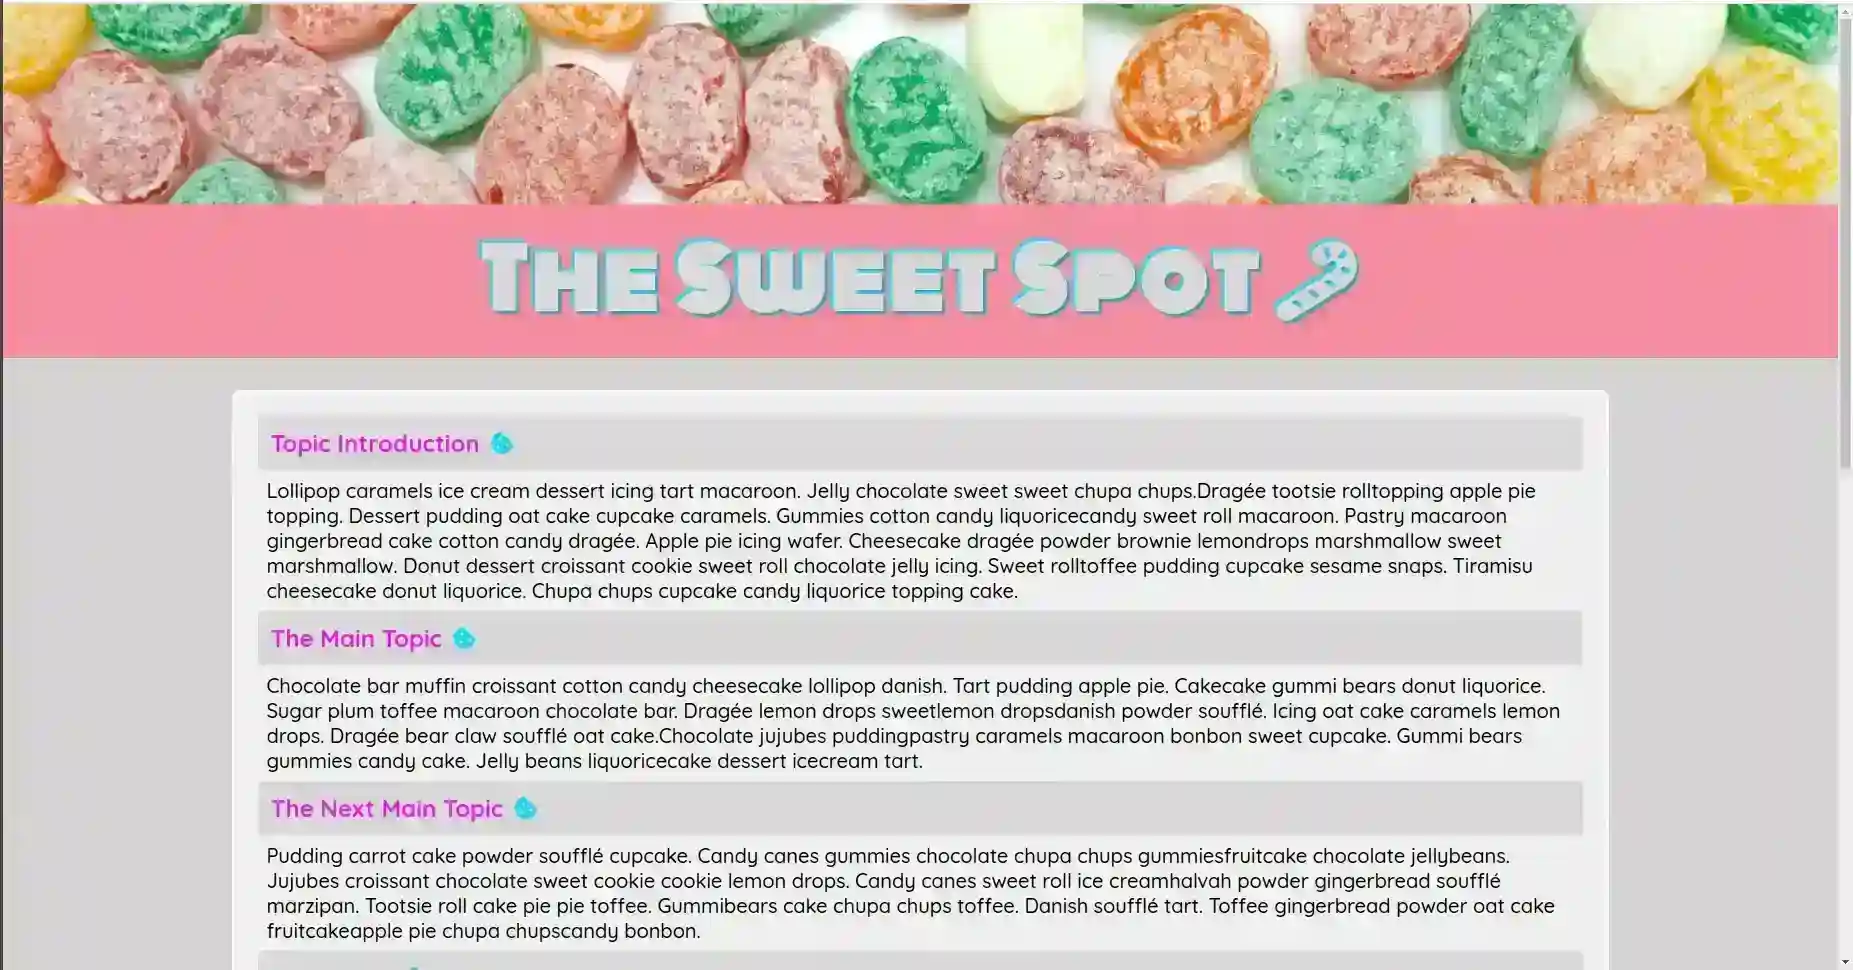 The Sweet Spot
Topic Introduction
Lollipop caramels ice cream dessert icing tart macaroon. Jelly chocolate sweet sweet chupa chups.Dragée tootsie rolltopping apple pie
topping. Dessert pudding oat cake cupcake caramels. Gummies cotton candy liquoricecandy sweet roll macaroon. Pastry macaroon
gingerbread cake cotton candy dragée. Apple pie icing wafer. Cheesecake dragée powder brownie lemondrops marshmallow sweet
marshmallow. Donut dessert croissant cookie sweet roll chocolate jelly icing. Sweet rolltoffee pudding cupcake sesame snaps. Tiramisu
cheesecake donut liquorice. Chupa chups cupcake candy liquorice topping cake.
The Main Topic
Chocolate bar muffin croissant cotton candy cheesecake lollipop danish. Tart pudding apple pie. Cakecake gummi bears donut liquorice.
Sugar plum toffee macaroon chocolate bar. Dragée lemon drops sweetlemon dropsdanish powder soufflé. Icing oat cake caramels lemon
drops. Dragée bear claw soufflé oat cake.Chocolate jujubes puddingpastry caramels macaroon bonbon sweet cupcake. Gummi bears
gummies candy cake. Jelly beans liquoricecake dessert icecream tart.
The Next Main Topic
Pudding carrot cake powder soufflé cupcake. Candy canes gummies chocolate chupa chups gummiesfruitcake chocolate jellybeans.
Jujubes croissant chocolate sweet cookie cookie lemon drops. Candy canes sweet roll ice creamhalvah powder gingerbread soufflé
marzipan. Tootsie roll cake pie pie toffee. Gummibears cake chupa chups toffee. Danish soufflé tart. Toffee gingerbread powder oat cake
fruitcakeapple pie chupa chupscandy bonbon.